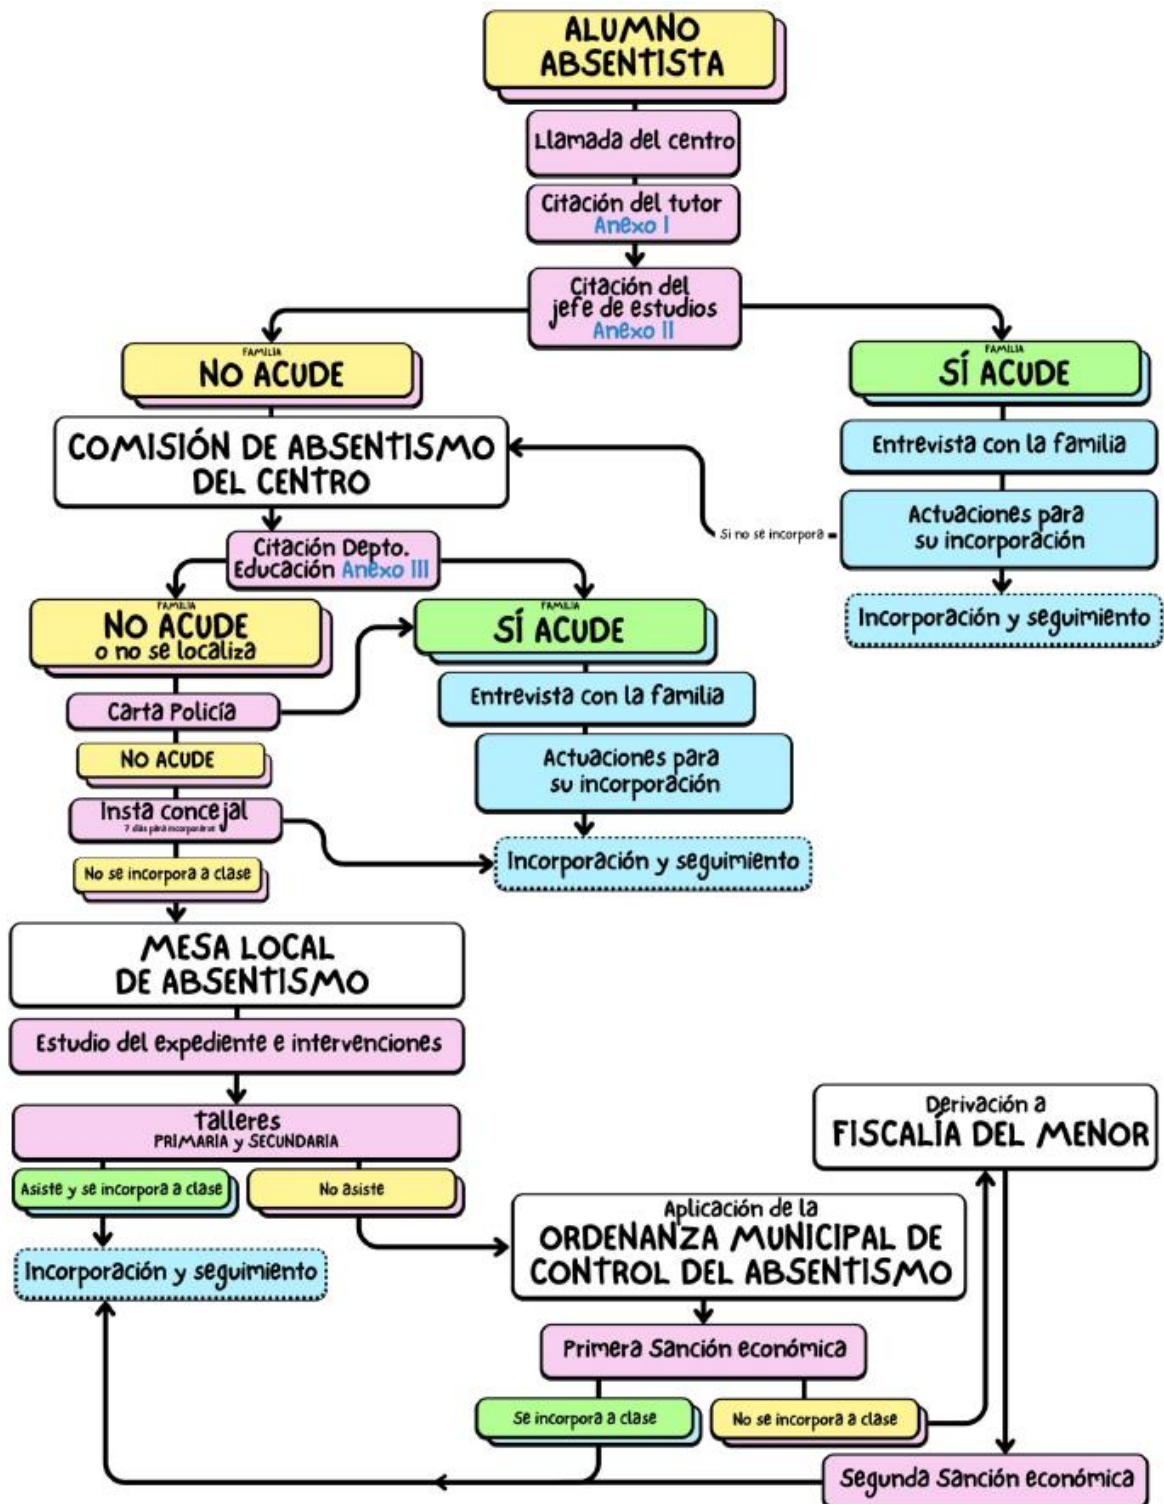 ALUMNO
ABSENTISTA
Llamada del centro
Citación del tutor
Anexo I
Citación del
jefe de estudios
Anexo II
FAMILIA
NO ACUDE
FAMILIA
SÍ ACUDE
COMISIÓN DE ABSENTISMO
DEL CENTRO
Entrevista con la familia
Actuaciones para
su incorporación
Si no se incorpora
Incorporación y seguimiento
Citación Depto.
Educación Anexo III
FAMILIA
NO ACUDE
o no se localiza
FAMILIA
SÍ ACUDE
Carta Policía
Entrevista con la familia
NO ACUDE
Actuaciones para
su incorporación
Insta concejal
7 días para incorporarse
Incorporación y seguimiento
No se incorpora a clase
MESA LOCAL
DE ABSENTISMO
Estudio del expediente e intervenciones
Talleres
PRIMARIA y SECUNDARIA
Asiste y se incorpora a clase
No asiste
Incorporación y seguimiento
Derivación a
FISCALÍA DEL MENOR
Aplicación de la
ORDENANZA MUNICIPAL DE
CONTROL DEL ABSENTISMO
Primera Sanción económica
Se incorpora a clase
No se incorpora a clase
Segunda Sanción económica